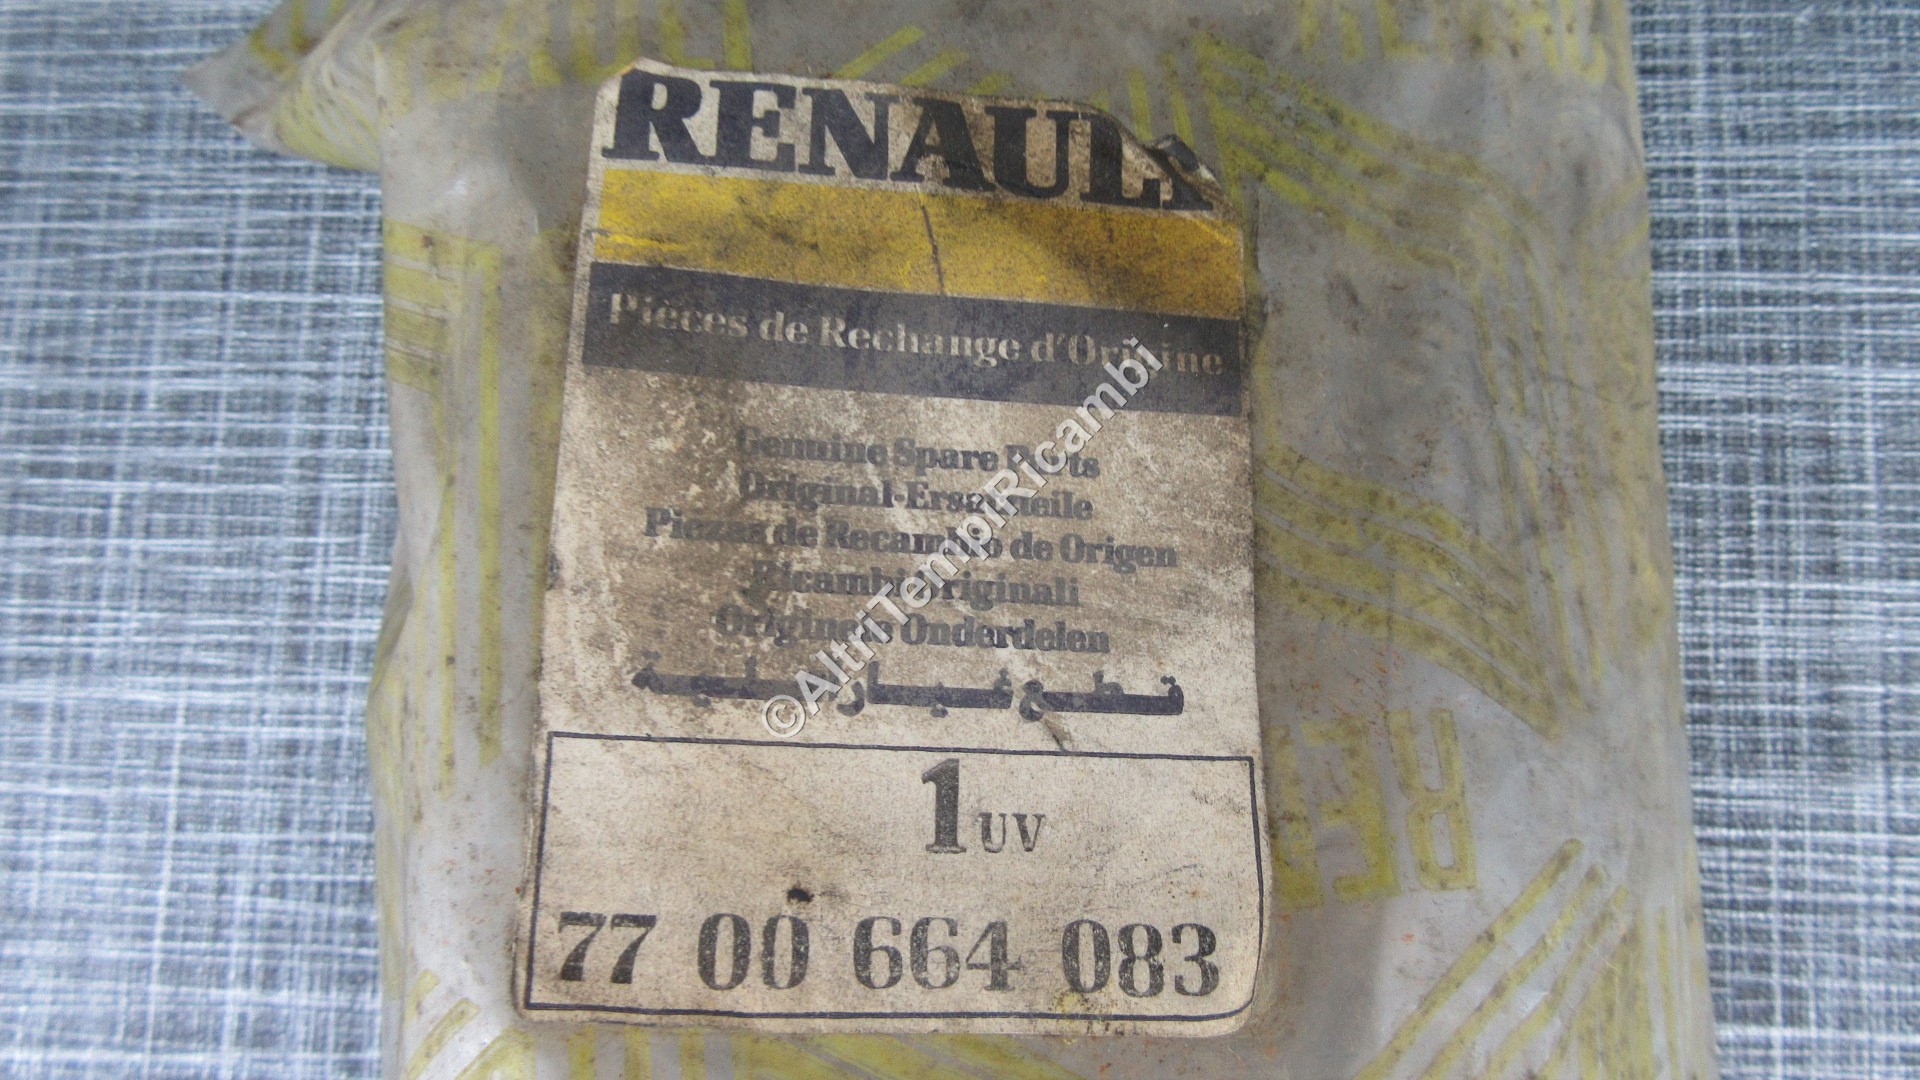 RENAULT
Pièces de Rechange d'Origine
Genuine Spare Parts
Original-Ersatzteile
Piezas de Recambio de Origen
Ricambi Originali
Originele Onderdelen
قطع غيار أصلية
1 UV
77 00 664 083
©AltriTempiRicambi